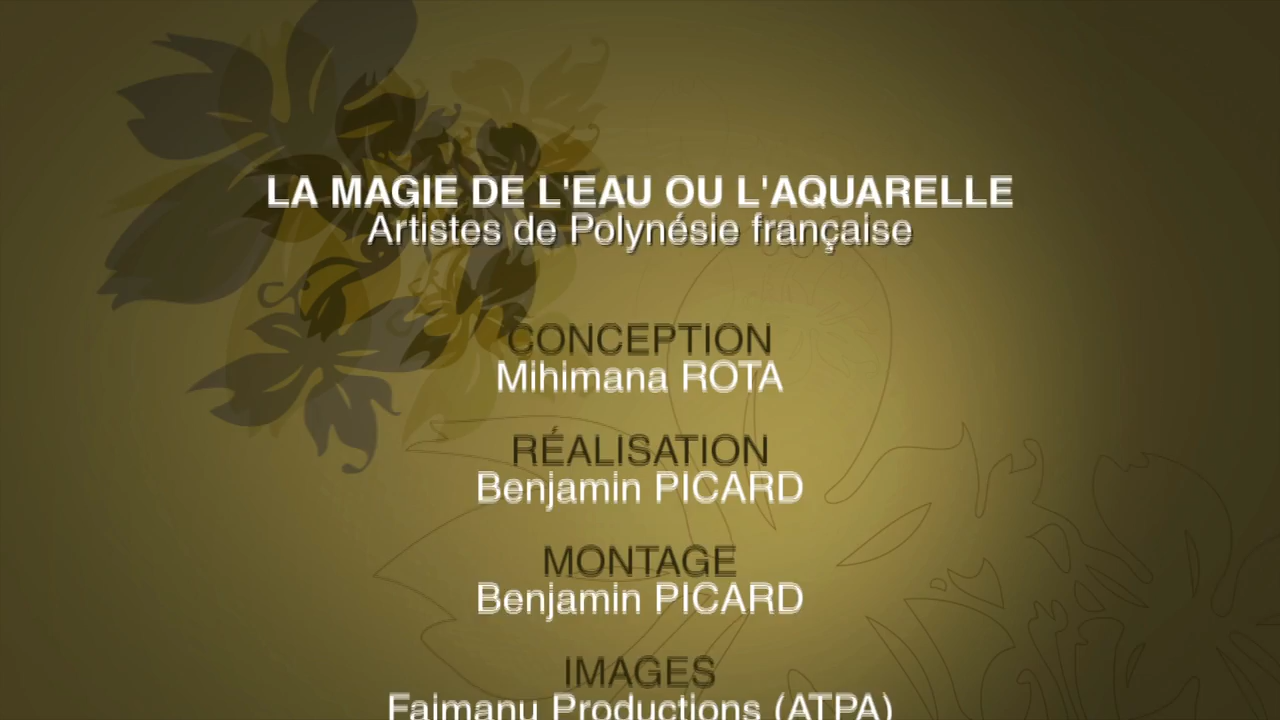 LA MAGIE DE L'EAU OU L'AQUARELLE
Artistes de Polynésie française
CONCEPTION
Mihimana ROTA
RÉALISATION
Benjamin PICARD
MONTAGE
Benjamin PICARD
IMAGES
Faimanu Productions (ATPA)